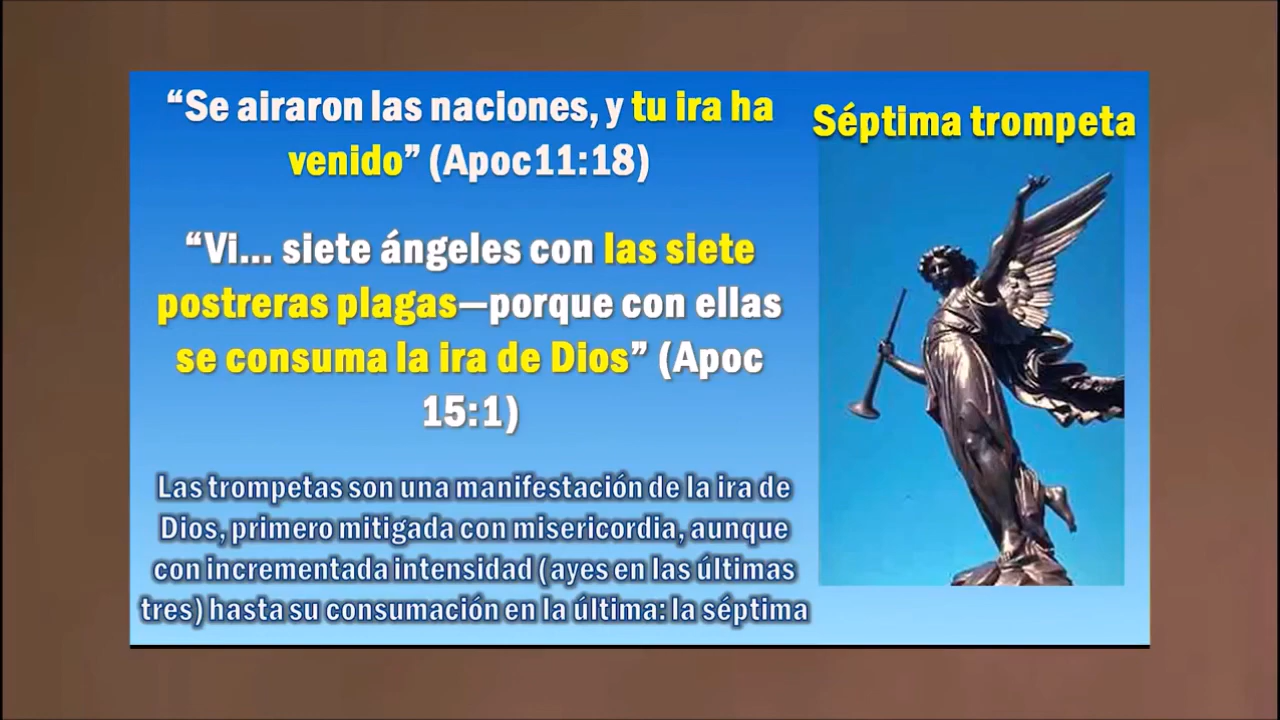 “Se airaron las naciones, y tu ira ha
venido” (Apoc11:18)
Séptima trompeta
“Vi... siete ángeles con las siete
postreras plagas—porque con ellas
se consuma la ira de Dios” (Apoc
15:1)
Las trompetas son una manifestación de la ira de
Dios, primero mitigada con misericordia, aunque
con incrementada intensidad (ayes en las últimas
tres) hasta su consumación en la última: la séptima